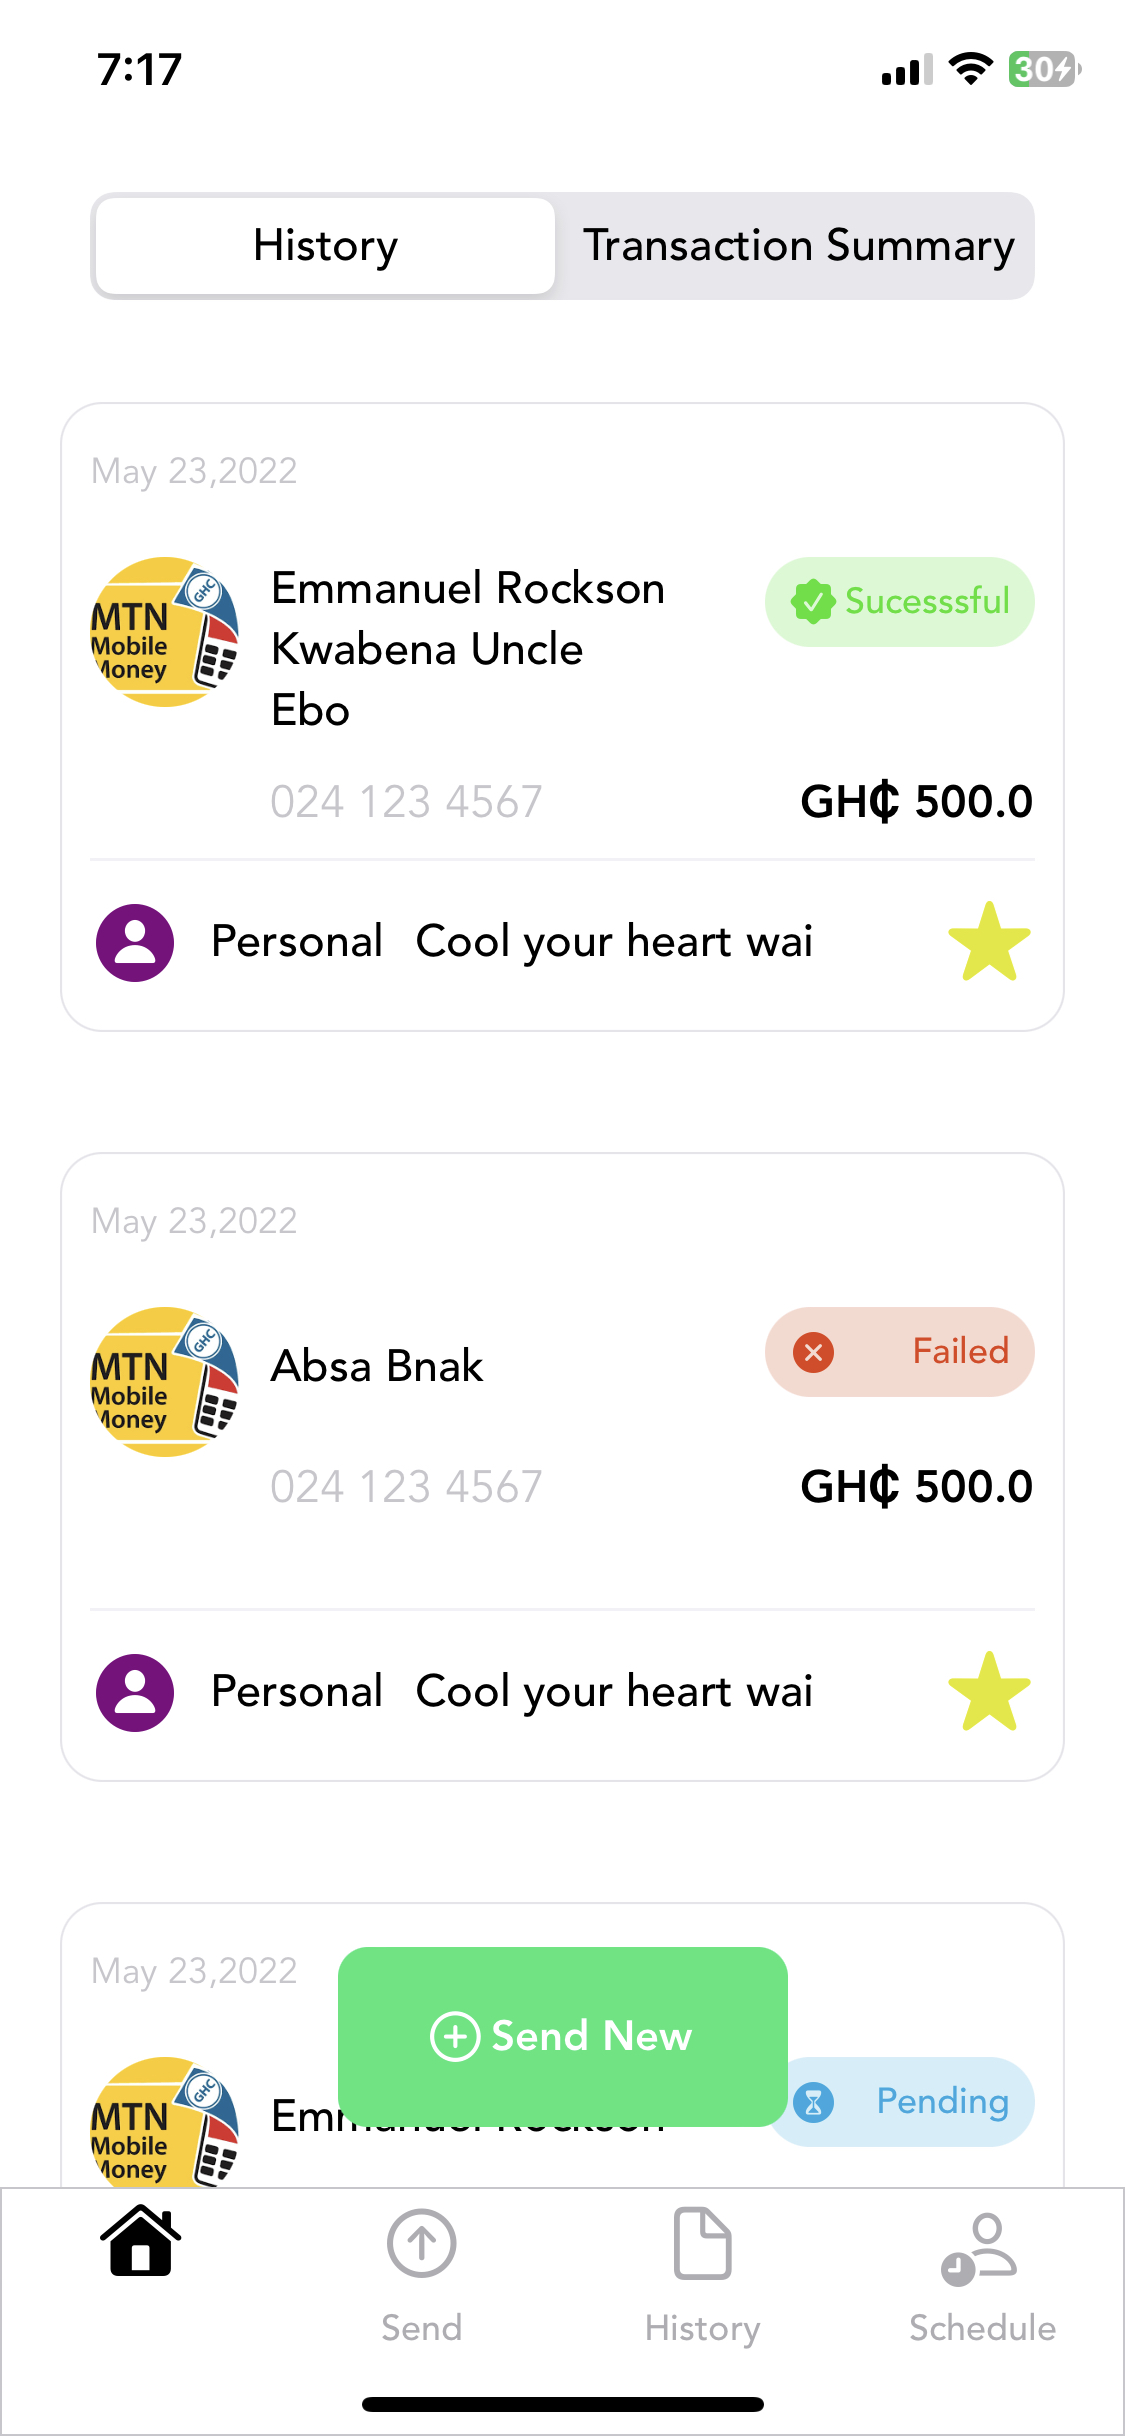 7:17
30
History
Transaction Summary
May 23,2022
GHC
MTN
Mobile
Money
Emmanuel Rockson
Kwabena Uncle
Ebo
Sucesssful
024 123 4567
GH₵ 500.0
Personal Cool your heart wai
May 23,2022
GHC
MTN
Mobile
Money
Absa Bnak
Failed
024 123 4567
GH₵ 500.0
Personal Cool your heart wai
May 23,2022
Send New
GHC
MTN
Mobile
Money
Emmanuel Rockson
Pending
Send
History
Schedule